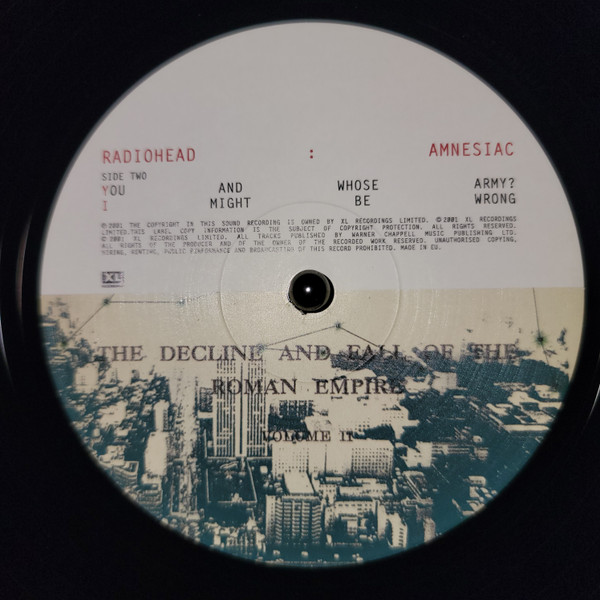 RADIOHEAD : AMNESIAC
SIDE TWO
YOU AND WHOSE ARMY?
I MIGHT BE WRONG
℗2001 THE COPYRIGHT IN THIS SOUND RECORDING IS OWNED BY XL RECORDINGS LIMITED. ©2001 XL RECORDINGS
LIMITED.THIS LABEL COPY INFORMATION IS THE SUBJECT OF COPYRIGHT PROTECTION. ALL RIGHTS RESERVED.
©2001 XL RECORDINGS LIMITED. ALL TRACKS PUBLISHED BY WARNER CHAPPELL MUSIC PUBLISHING LTD.
ALL RIGHTS OF THE PRODUCER AND OF THE OWNER OF THE RECORDED WORK RESERVED. UNAUTHORISED COPYING,
HIRING, RENTING, PUBLIC PERFORMANCE AND BROADCASTING OF THIS RECORD PROHIBITED. MADE IN EU.
XL
THE DECLINE AND FALL OF THE
ROMAN EMPIRE
VOLUME II